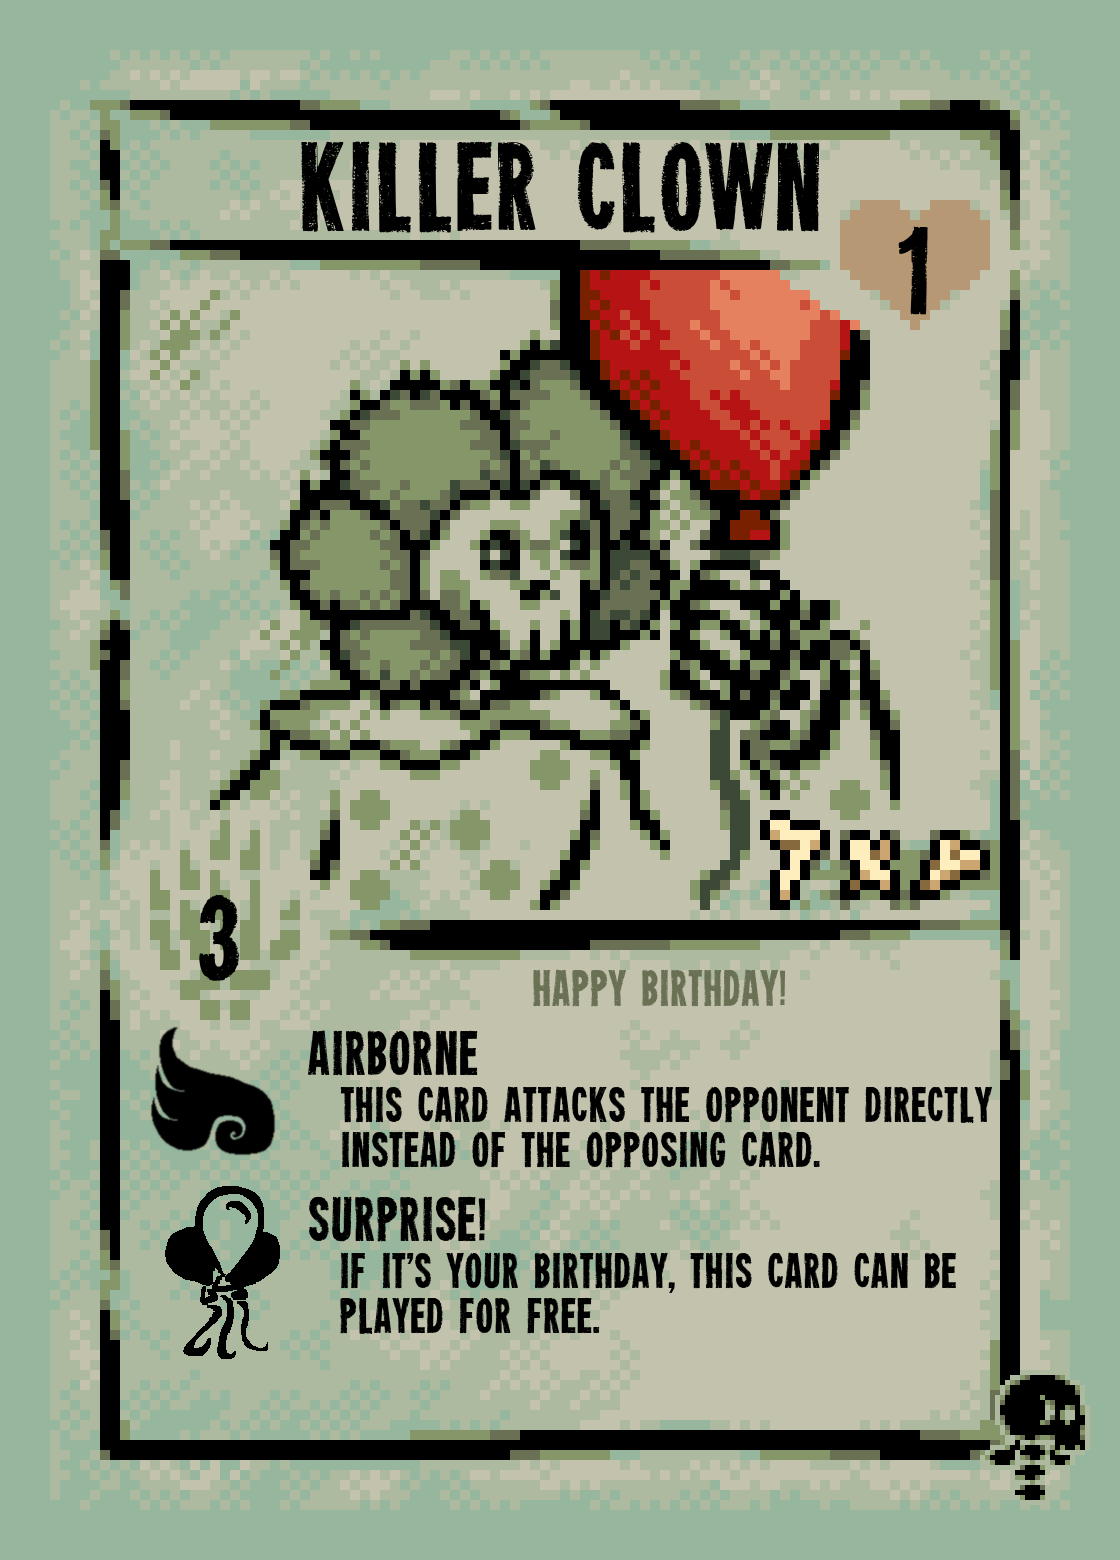 KILLER CLOWN
1
7 X
3
HAPPY BIRTHDAY!
AIRBORNE
THIS CARD ATTACKS THE OPPONENT DIRECTLY
INSTEAD OF THE OPPOSING CARD.
SURPRISE!
IF IT'S YOUR BIRTHDAY, THIS CARD CAN BE
PLAYED FOR FREE.